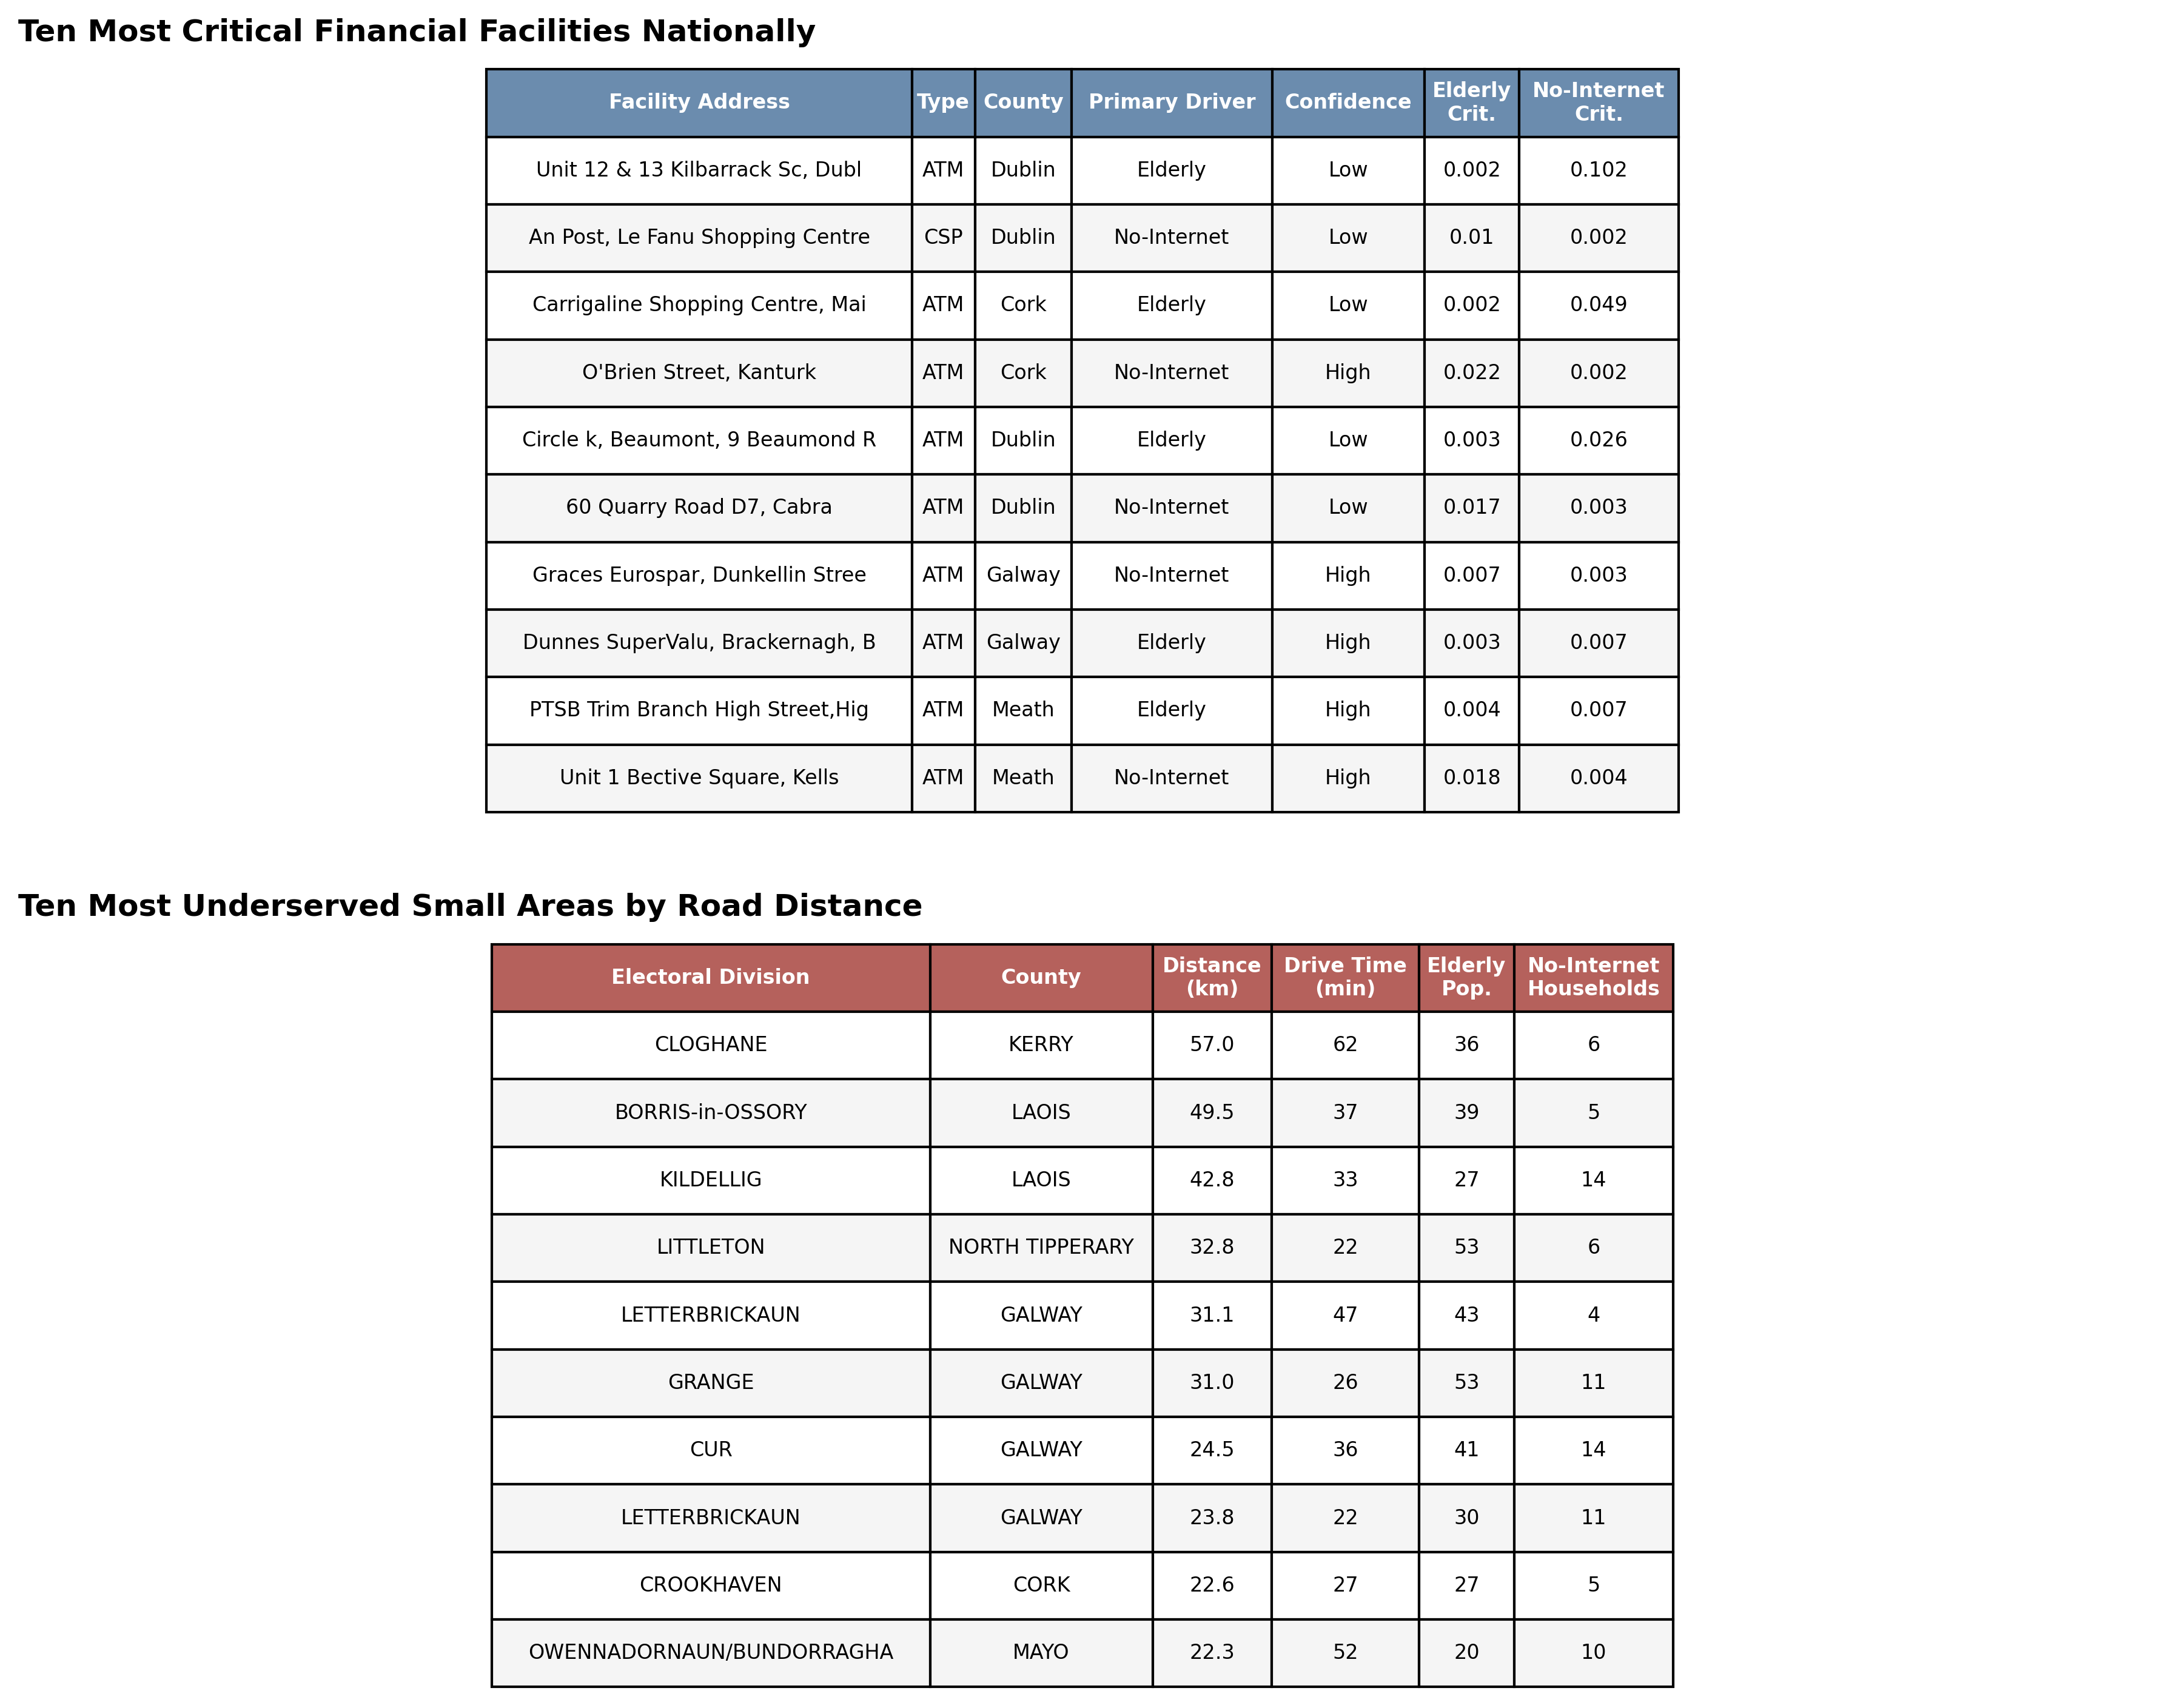 Ten Most Critical Financial Facilities Nationally
Facility Address Type County Primary Driver Confidence Elderly Crit. No-Internet Crit.
Unit 12 & 13 Kilbarrack Sc, Dubl ATM Dublin Elderly Low 0.002 0.102
An Post, Le Fanu Shopping Centre CSP Dublin No-Internet Low 0.01 0.002
Carrigaline Shopping Centre, Mai ATM Cork Elderly Low 0.002 0.049
O'Brien Street, Kanturk ATM Cork No-Internet High 0.022 0.002
Circle k, Beaumont, 9 Beaumond R ATM Dublin Elderly Low 0.003 0.026
60 Quarry Road D7, Cabra ATM Dublin No-Internet Low 0.017 0.003
Graces Eurospar, Dunkellin Stree ATM Galway No-Internet High 0.007 0.003
Dunnes SuperValu, Brackernagh, B ATM Galway Elderly High 0.003 0.007
PTSB Trim Branch High Street,Hig ATM Meath Elderly High 0.004 0.007
Unit 1 Bective Square, Kells ATM Meath No-Internet High 0.018 0.004
Ten Most Underserved Small Areas by Road Distance
Electoral Division County Distance (km) Drive Time (min) Elderly Pop. No-Internet Households
CLOGHANE KERRY 57.0 62 36 6
BORRIS-in-OSSORY LAOIS 49.5 37 39 5
KILDELLIG LAOIS 42.8 33 27 14
LITTLETON NORTH TIPPERARY 32.8 22 53 6
LETTERBRICKAUN GALWAY 31.1 47 43 4
GRANGE GALWAY 31.0 26 53 11
CUR GALWAY 24.5 36 41 14
LETTERBRICKAUN GALWAY 23.8 22 30 11
CROOKHAVEN CORK 22.6 27 27 5
OWENNADORNAUN/BUNDORRAGHA MAYO 22.3 52 20 10